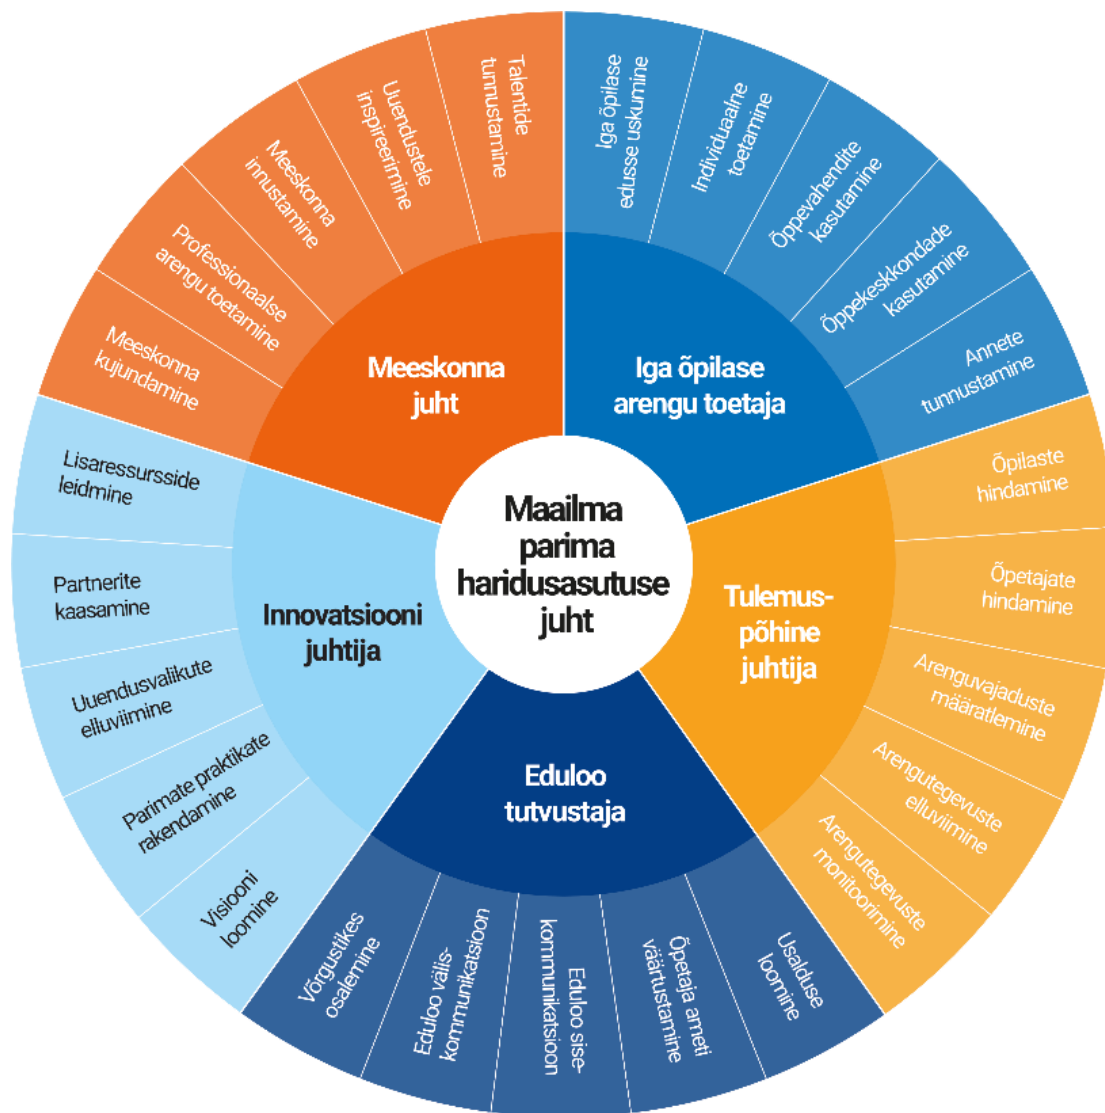 Maailma
parima
haridusasutuse
juht
Iga õpilase
arengu toetaja
Iga õpilase
edusse uskumine
Individuaalne
toetamine
Õppevahendite
kasutamine
Õppekeskkondade
kasutamine
Annete
tunnustamine
Tulemus-
põhine
juhtija
Õpilaste
hindamine
Õpetajate
hindamine
Arenguvajaduste
määratlemine
Arengutegevuste
elluviimine
Arengutegevuste
monitoorimine
Eduloo
tutvustaja
Usalduse
loomine
Õpetaja ameti
väärtustamine
Eduloo sise-
kommunikatsioon
Eduloo välis-
kommunikatsioon
Võrgustikes
osalemine
Innovatsiooni
juhtija
Visiooni
loomine
Parimate praktikate
rakendamine
Uuendusvalikute
elluviimine
Partnerite
kaasamine
Lisaressursside
leidmine
Meeskonna
juht
Meeskonna
kujundamine
Professionaalse
arengu toetamine
Meeskonna
innustamine
Uuendustele
inspireerimine
Talentide
tunnustamine